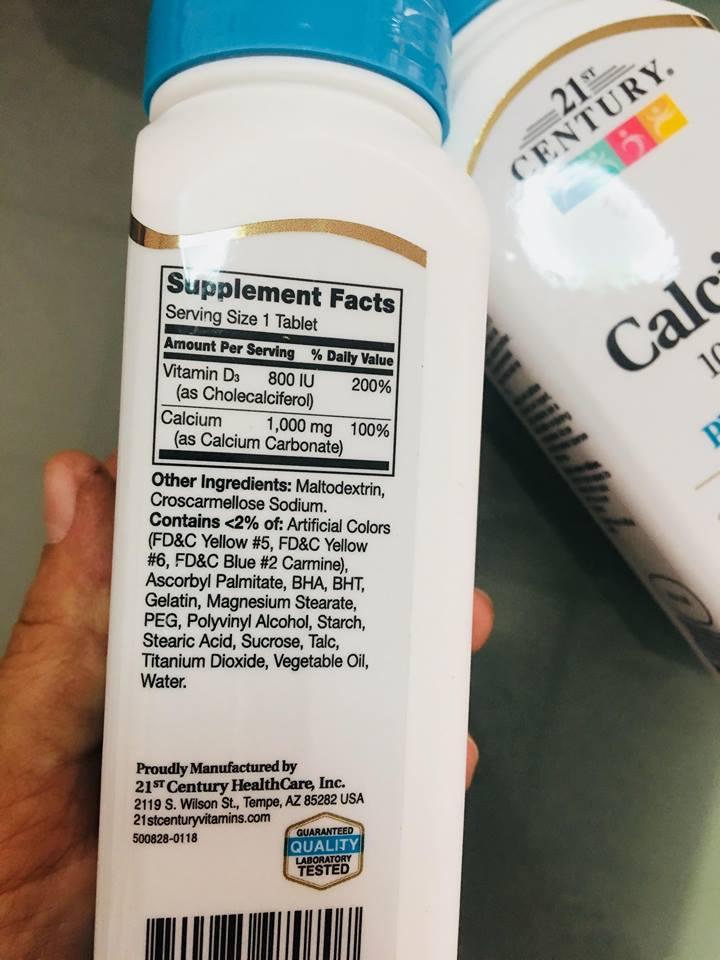 Supplement Facts
Serving Size 1 Tablet
Amount Per Serving % Daily Value
Vitamin D3 800 IU 200%
(as Cholecalciferol)
Calcium 1,000 mg 100%
(as Calcium Carbonate)
Other Ingredients: Maltodextrin,
Croscarmellose Sodium.
Contains <2% of: Artificial Colors
(FD&C Yellow #5, FD&C Yellow
#6, FD&C Blue #2 Carmine),
Ascorbyl Palmitate, BHA, BHT,
Gelatin, Magnesium Stearate,
PEG, Polyvinyl Alcohol, Starch,
Stearic Acid, Sucrose, Talc,
Titanium Dioxide, Vegetable Oil,
Water.
Proudly Manufactured by
21ST Century HealthCare, Inc.
2119 S. Wilson St., Tempe, AZ 85282 USA
21stcenturyvitamins.com
500828-0118
GUARANTEED
QUALITY
LABORATORY
TESTED
21ST
CENTURY.
Calc
10